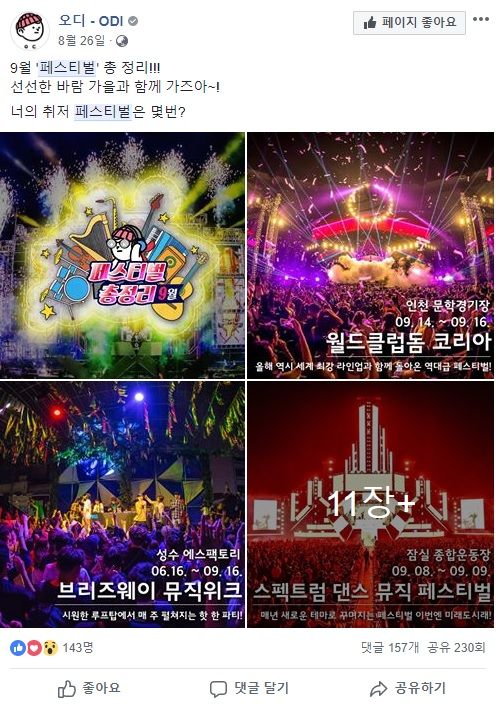 오디 - ODI
8월 26일
페이지 좋아요
9월 '페스티벌' 총 정리!!!
선선한 바람 가을과 함께 가즈아~!
너의 취저 페스티벌은 몇번?
페스티벌
총정리 9월
인천 문학경기장
09. 14. ~ 09. 16.
월드클럽돔 코리아
올해 역시 세계 최강 라인업과 함께 돌아온 역대급 페스티벌!
성수 에스팩토리
06.16. ~ 09. 16.
브리즈웨이 뮤직위크
시원한 루프탑에서 매 주 펼쳐지는 핫 한 파티!
11장+
잠실 종합운동장
09. 08. ~ 09. 09.
스펙트럼 댄스 뮤직 페스티벌
매년 새로운 테마로 꾸며지는 페스티벌 이번엔 미래도시래!
143명
댓글 157개 공유 230회
좋아요
댓글 달기
공유하기